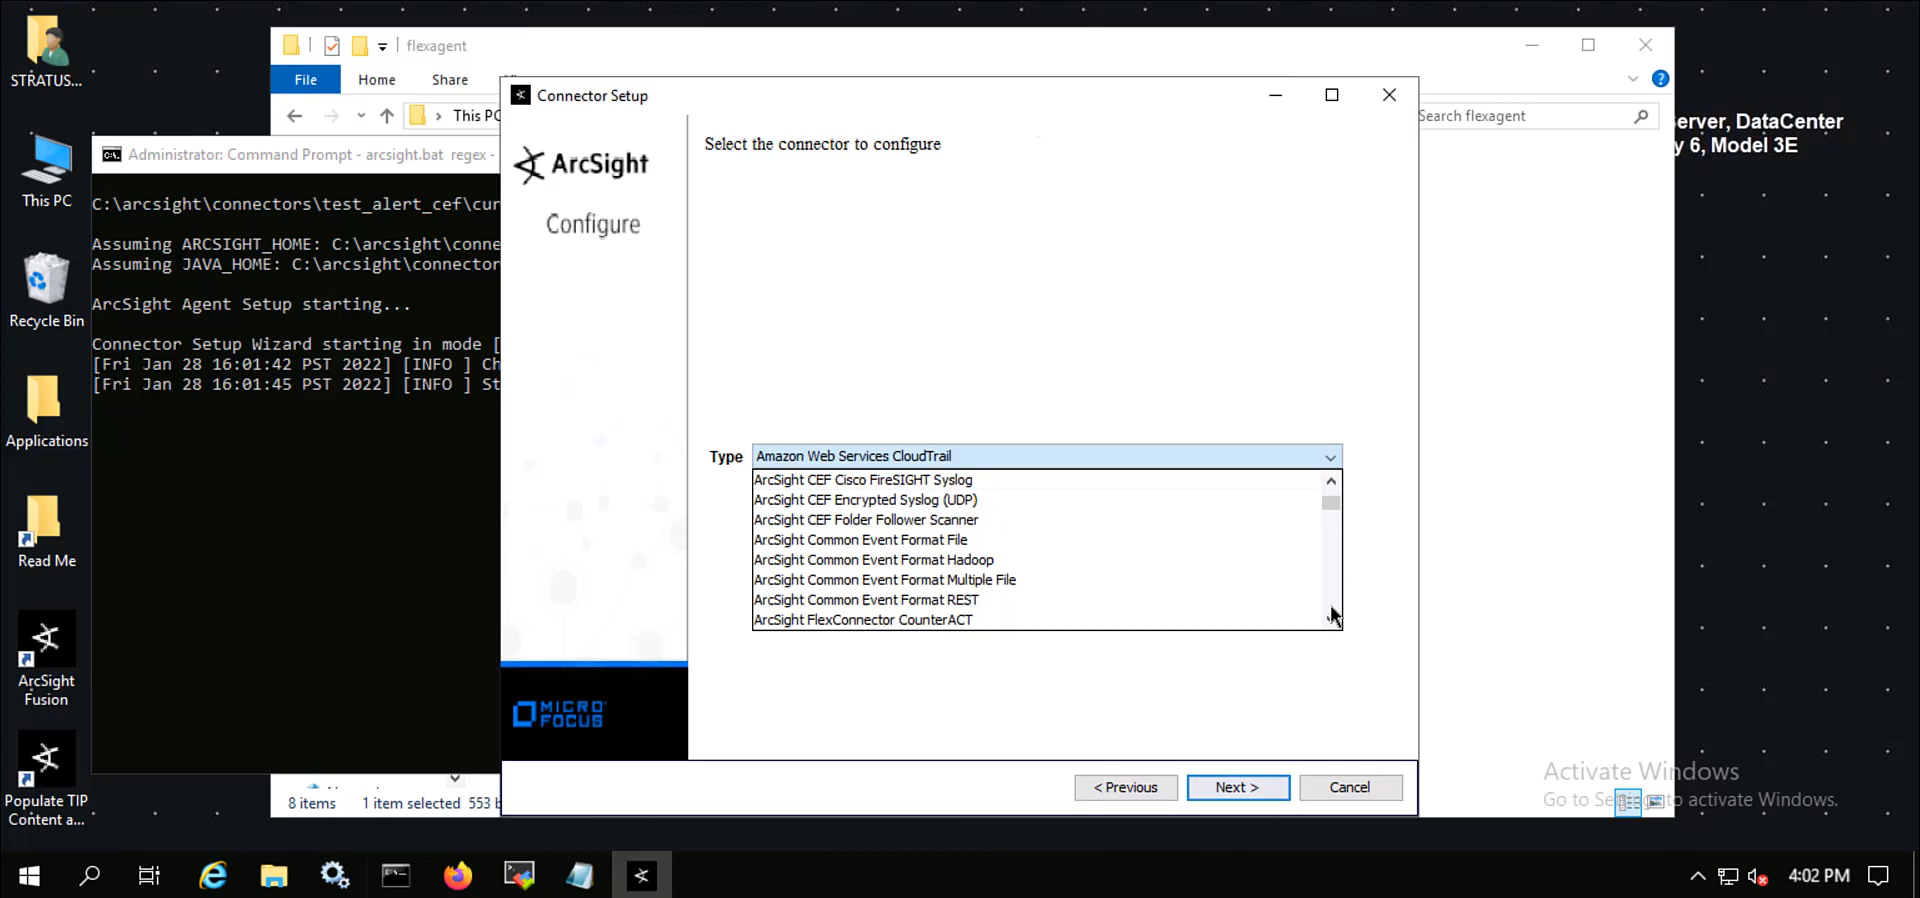 STRATUS...
This PC
Recycle Bin
Applications
Read Me
ArcSight
Fusion
Populate TIP
Content a...
flexagent
File
Home
Share
This PC
Search flexagent
erver, DataCenter
y 6, Model 3E
Administrator: Command Prompt - arcsight.bat regex -
C:\arcsight\connectors\test_alert_cef\cur
Assuming ARCSIGHT_HOME: C:\arcsight\conne
Assuming JAVA_HOME: C:\arcsight\connector
ArcSight Agent Setup starting...
Connector Setup Wizard starting in mode [
[Fri Jan 28 16:01:42 PST 2022] [INFO ] Ch
[Fri Jan 28 16:01:45 PST 2022] [INFO ] St
Connector Setup
ArcSight
Configure
Select the connector to configure
Type
Amazon Web Services CloudTrail
ArcSight CEF Cisco FireSIGHT Syslog
ArcSight CEF Encrypted Syslog (UDP)
ArcSight CEF Folder Follower Scanner
ArcSight Common Event Format File
ArcSight Common Event Format Hadoop
ArcSight Common Event Format Multiple File
ArcSight Common Event Format REST
ArcSight FlexConnector CounterACT
MICRO
FOCUS
< Previous
Next >
Cancel
8 items
1 item selected 553 b
Activate Windows
Go to Settings to activate Windows.
4:02 PM